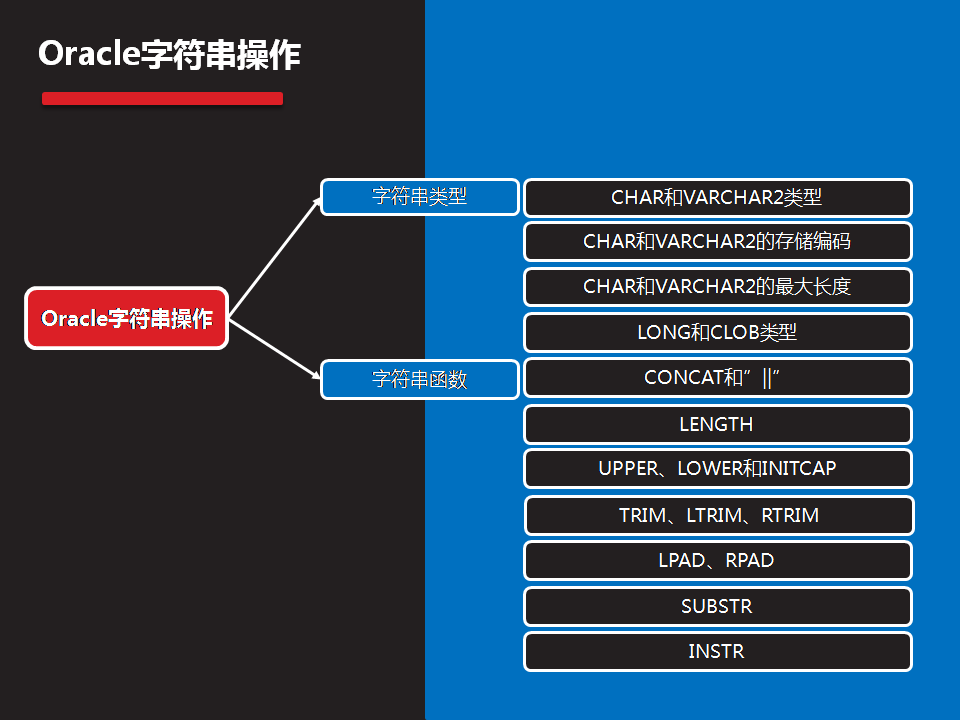 Oracle字符串操作
字符串类型
CHAR和VARCHAR2类型
CHAR和VARCHAR2的存储编码
CHAR和VARCHAR2的最大长度
Oracle字符串操作
LONG和CLOB类型
字符串函数
CONCAT和”||”
LENGTH
UPPER、LOWER和INITCAP
TRIM、LTRIM、RTRIM
LPAD、RPAD
SUBSTR
INSTR